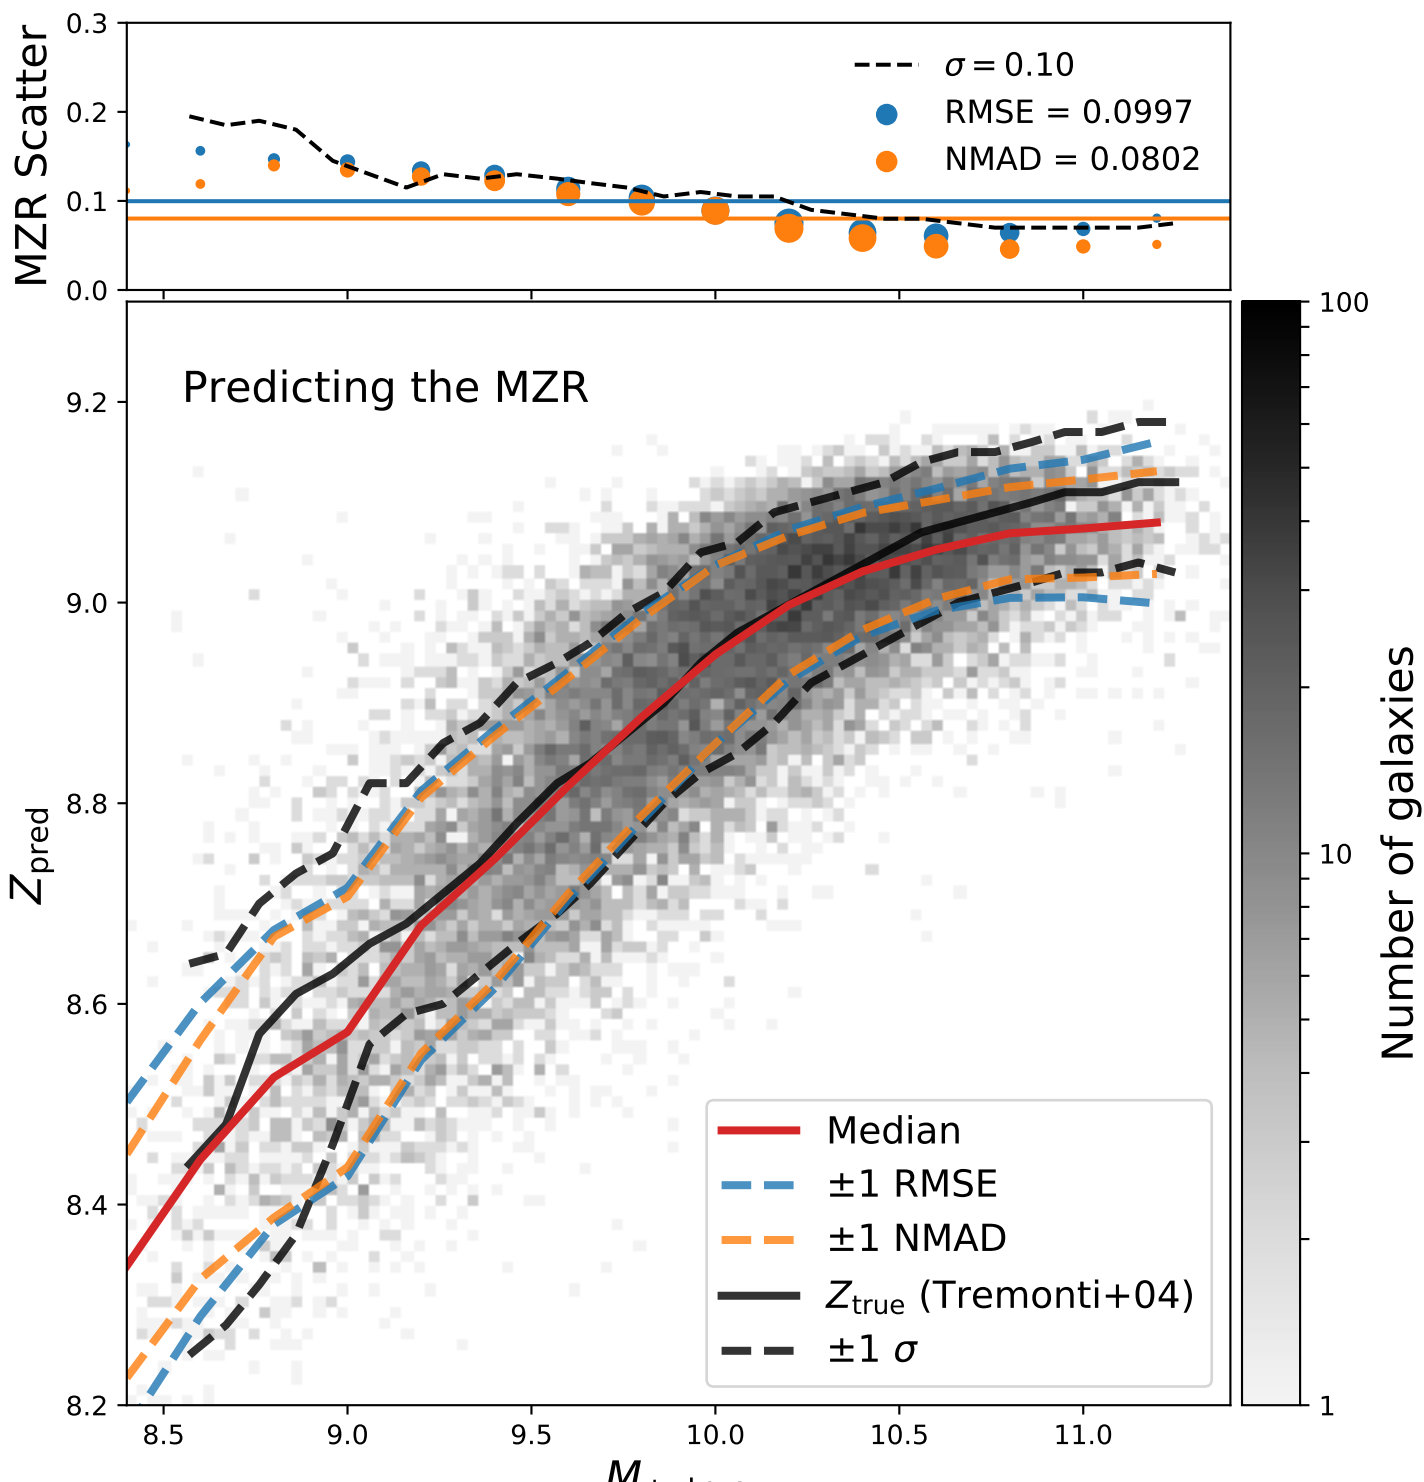 0.3
0.2
0.1
0.0
MZR Scatter
σ = 0.10
RMSE = 0.0997
NMAD = 0.0802
Predicting the MZR
9.2
9.0
8.8
8.6
8.4
8.2
Zpred
Median
±1 RMSE
±1 NMAD
Ztrue (Tremonti+04)
±1 σ
8.5 9.0 9.5 10.0 10.5 11.0
M
100
10
1
Number of galaxies